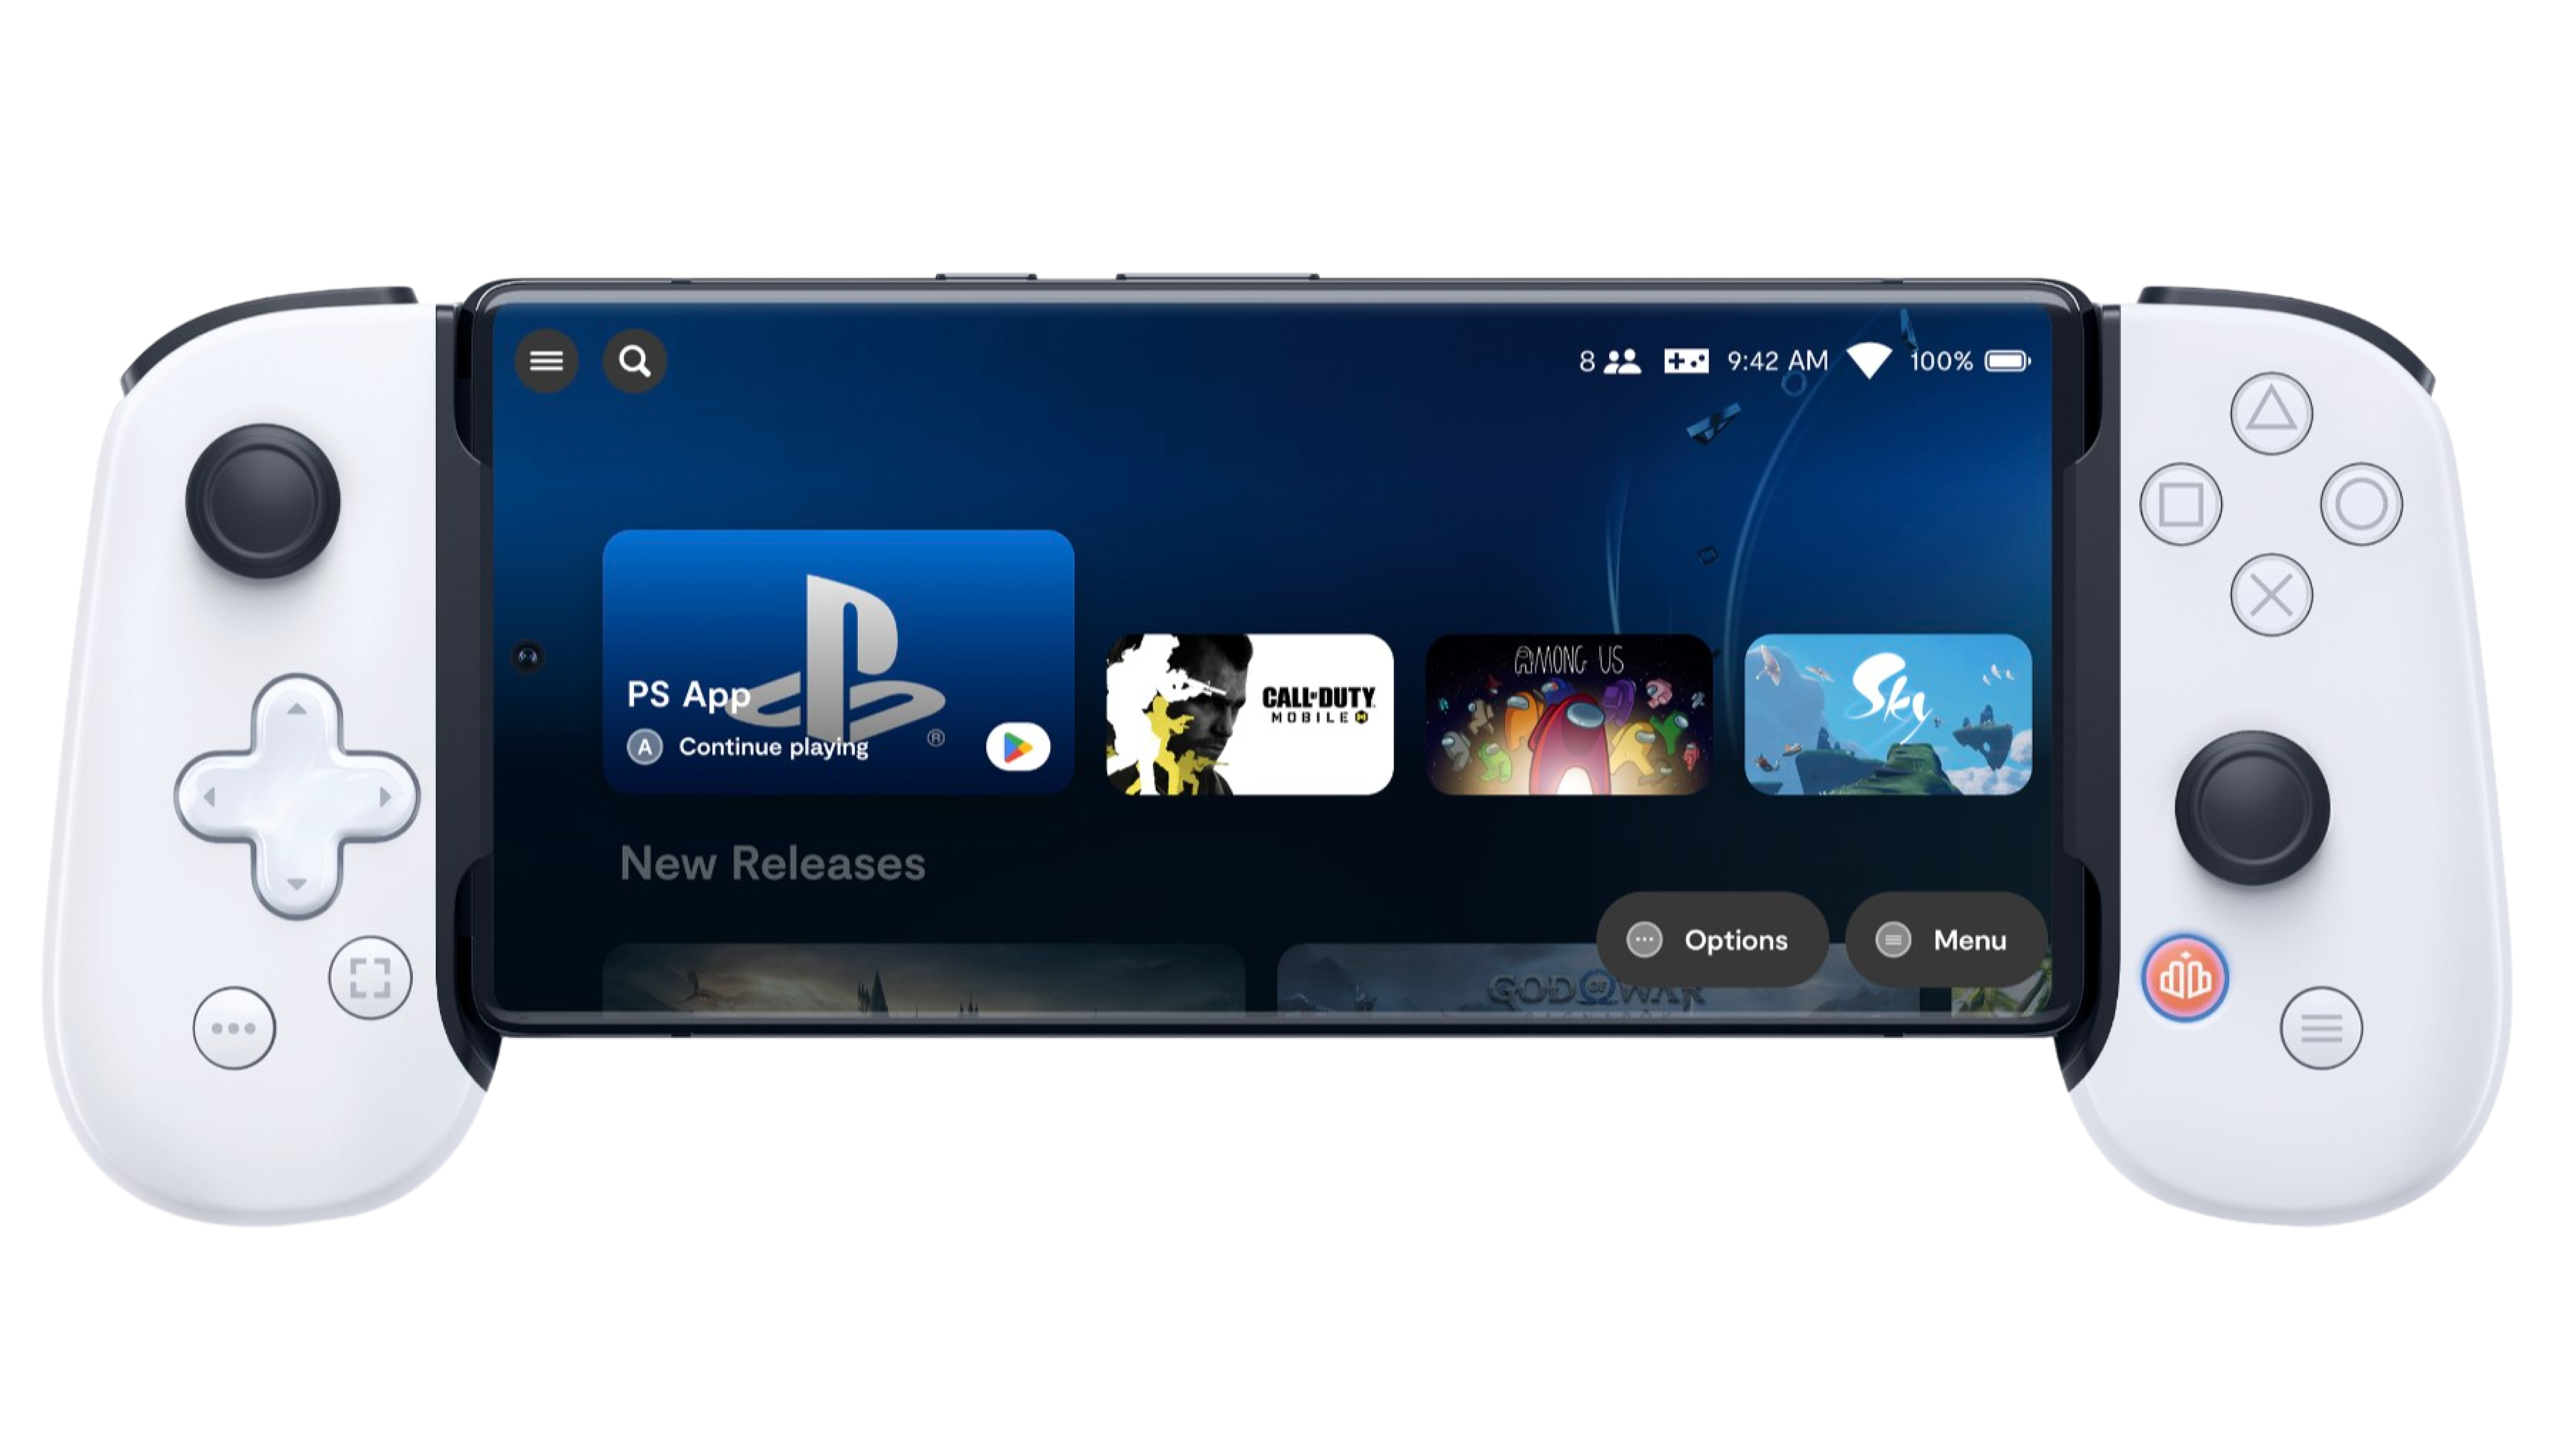 8
9:42 AM
100%
PS App
A Continue playing
®
CALL OF DUTY
MOBILE
AMONG US
Sky
New Releases
Options
Menu
GOD OF WAR